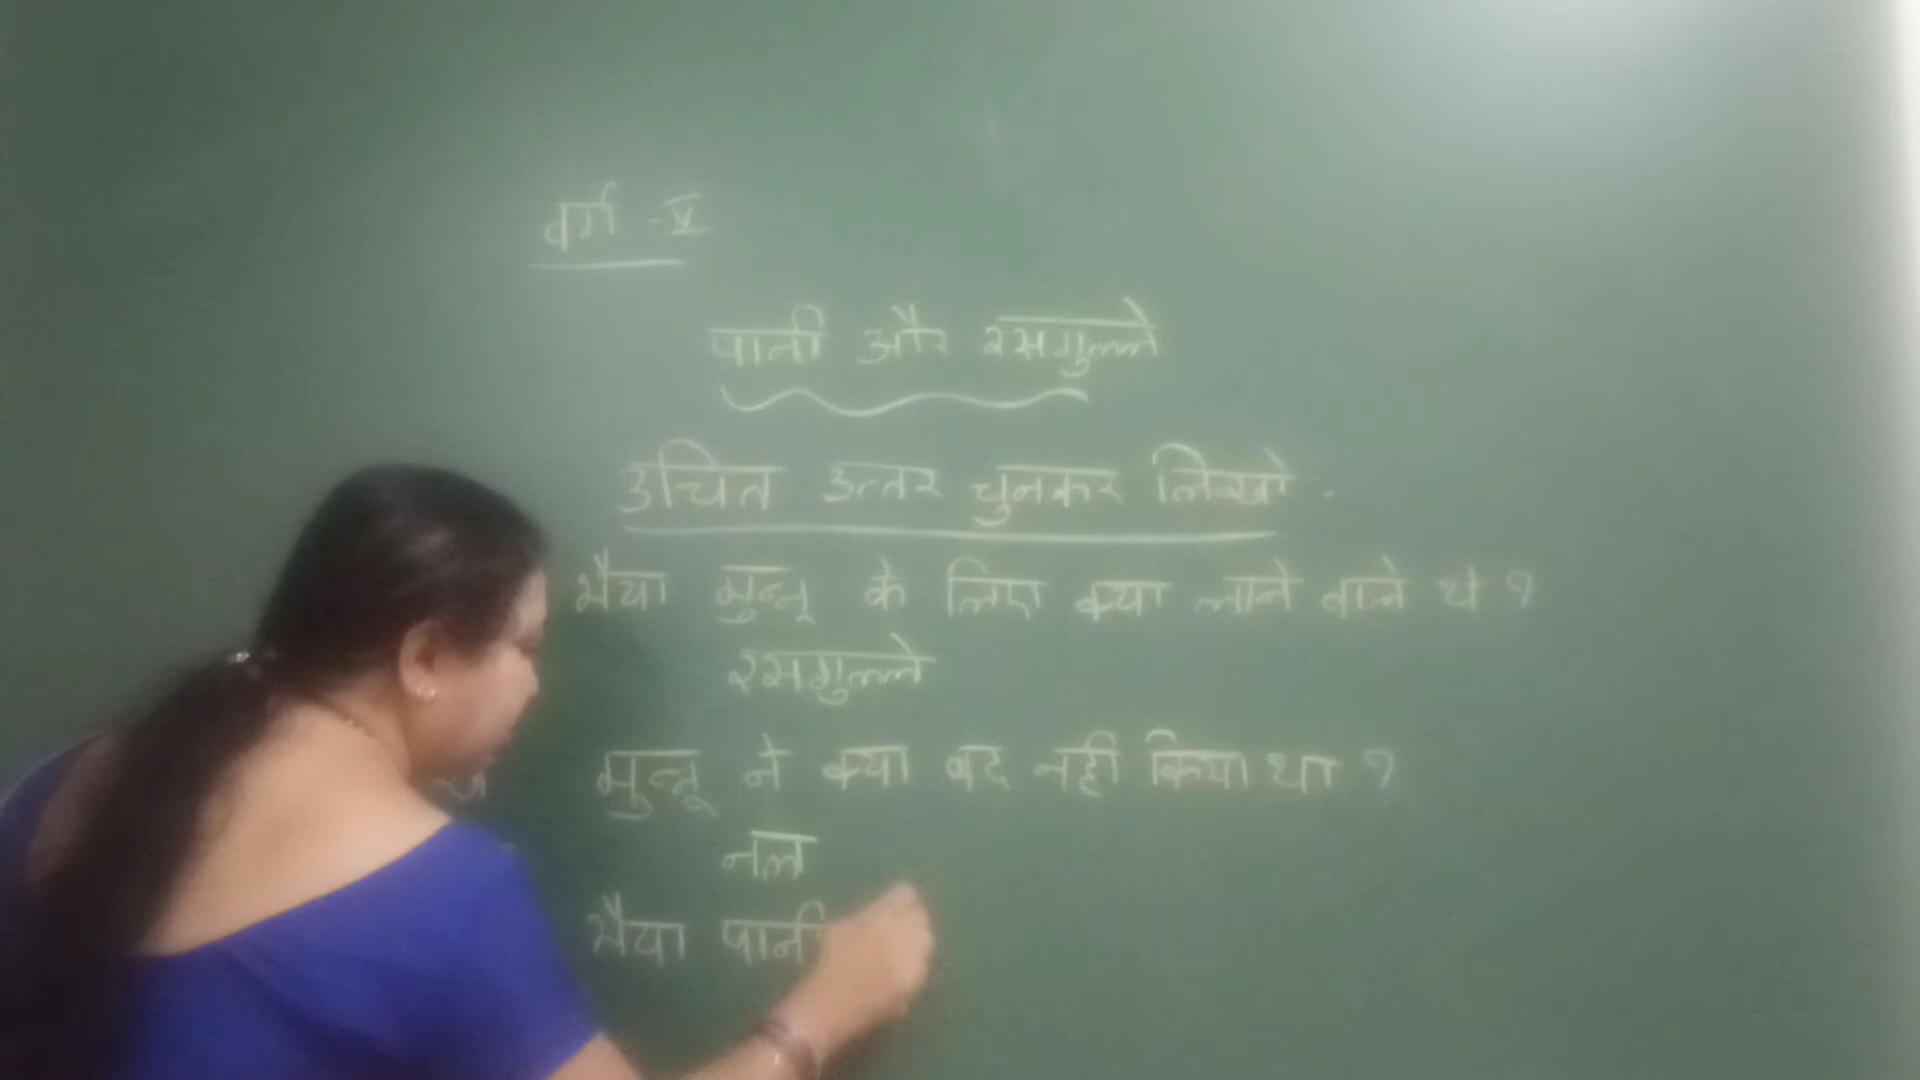 वर्ग - V
पानी और रसगुल्ले
उचित उत्तर चुनकर लिखो.
भैया मुन्नू के लिए क्या लाने वाले थे ?
रसगुल्ले
मुन्नू ने क्या बंद नही किया था ?
नल
भैया पानी